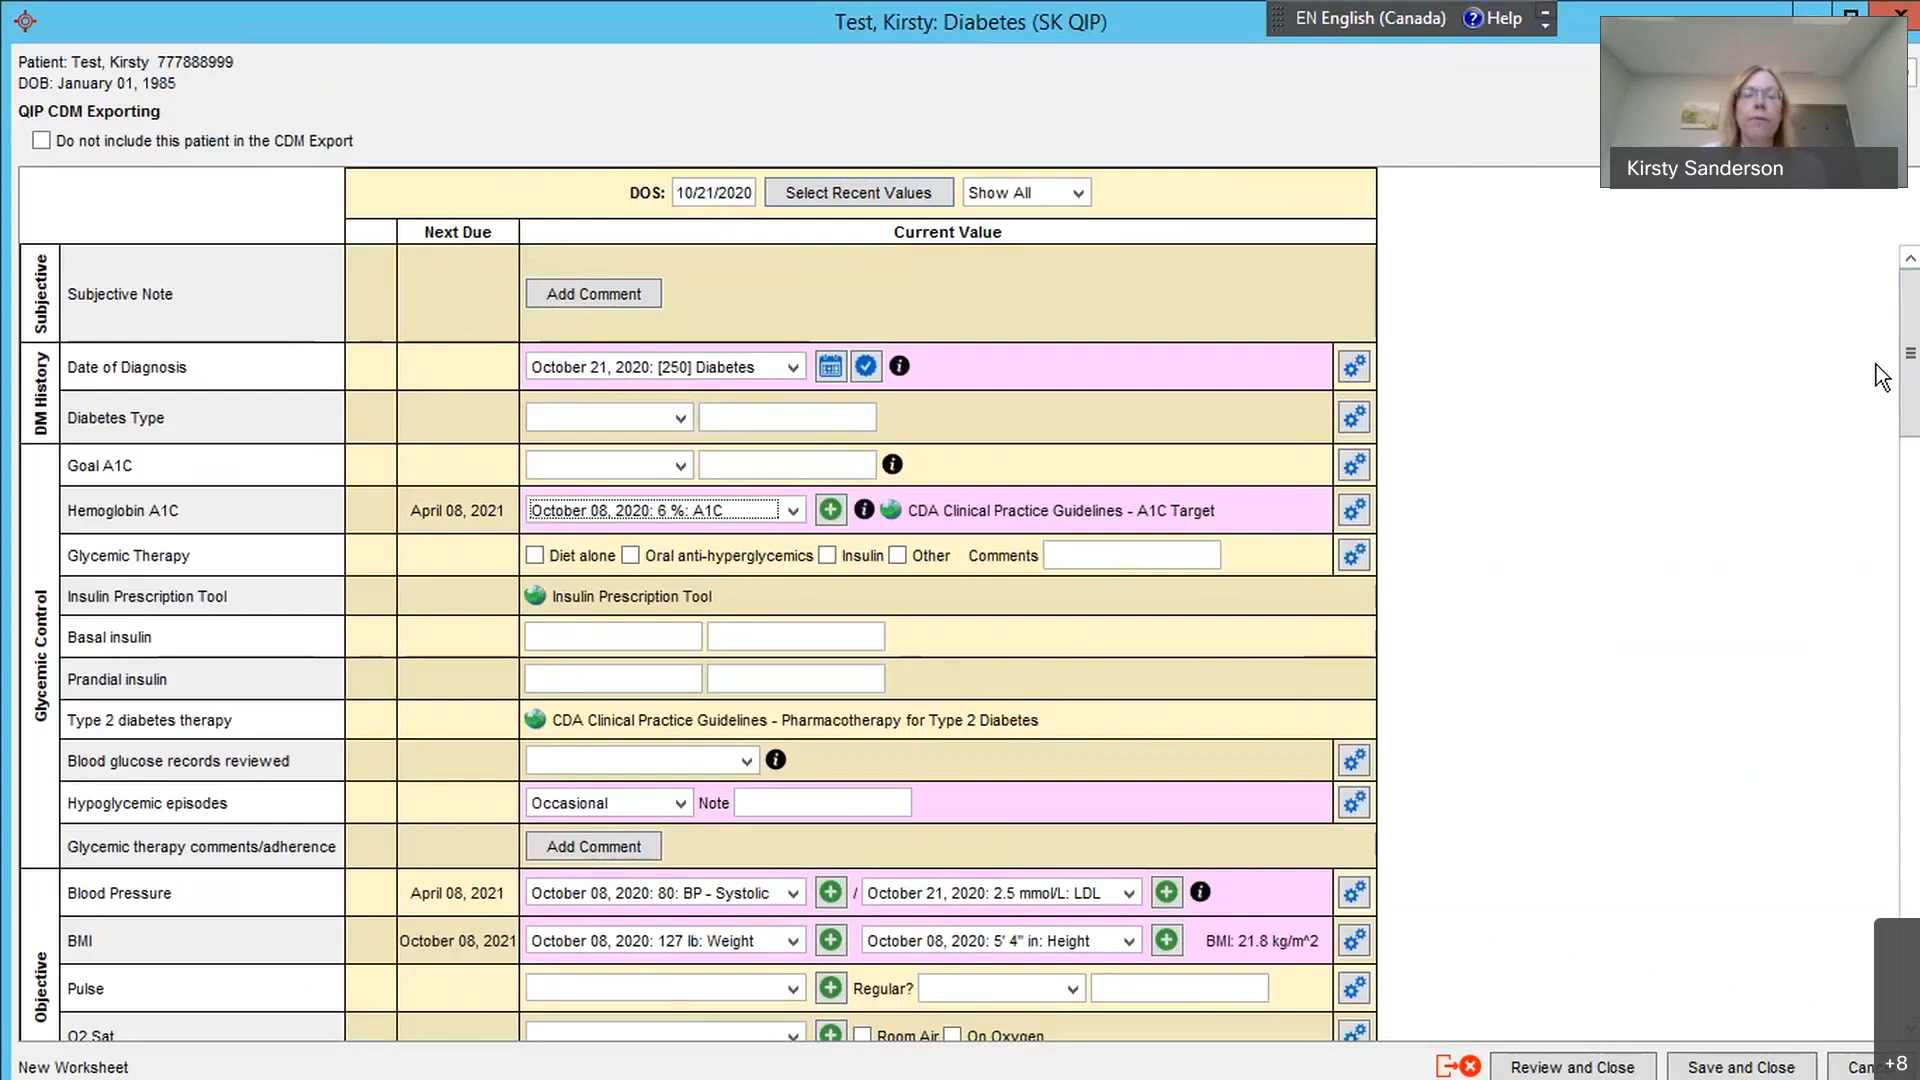 Test, Kirsty: Diabetes (SK QIP)
EN English (Canada) Help
Patient: Test, Kirsty 777888999
DOB: January 01, 1985
QIP CDM Exporting
Do not include this patient in the CDM Export
Kirsty Sanderson
DOS: 10/21/2020 Select Recent Values Show All
Next Due Current Value
Subjective
Subjective Note Add Comment
DM History
Date of Diagnosis October 21, 2020: [250] Diabetes
Diabetes Type
Glycemic Control
Goal A1C
Hemoglobin A1C April 08, 2021 October 08, 2020: 6 %: A1C CDA Clinical Practice Guidelines - A1C Target
Glycemic Therapy Diet alone Oral anti-hyperglycemics Insulin Other Comments
Insulin Prescription Tool Insulin Prescription Tool
Basal insulin
Prandial insulin
Type 2 diabetes therapy CDA Clinical Practice Guidelines - Pharmacotherapy for Type 2 Diabetes
Blood glucose records reviewed
Hypoglycemic episodes Occasional Note
Glycemic therapy comments/adherence Add Comment
Objective
Blood Pressure April 08, 2021 October 08, 2020: 80: BP - Systolic / October 21, 2020: 2.5 mmol/L: LDL
BMI October 08, 2021 October 08, 2020: 127 lb: Weight October 08, 2020: 5' 4" in: Height BMI: 21.8 kg/m^2
Pulse Regular?
O2 Sat Room Air On Oxygen
New Worksheet Review and Close Save and Close +8